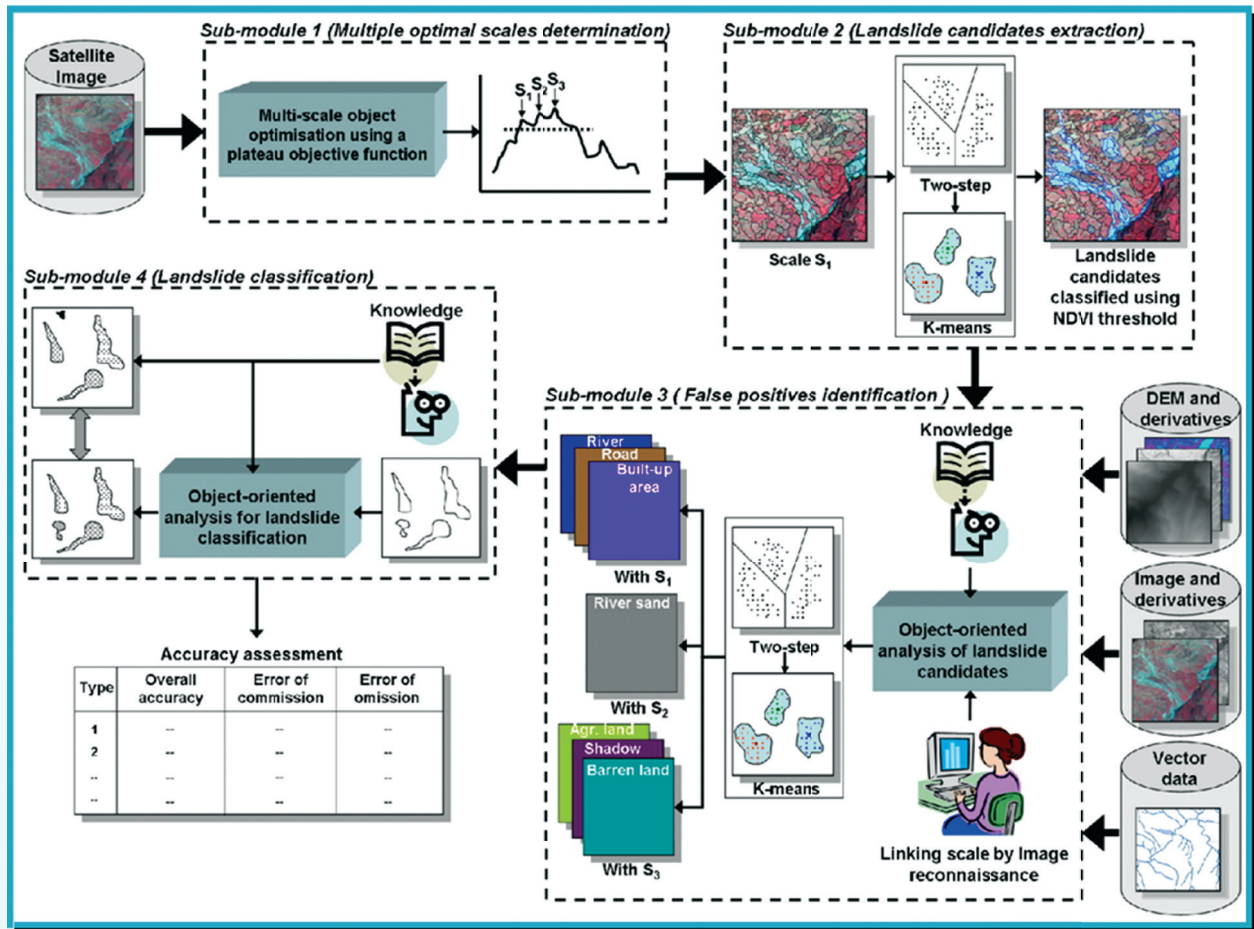 Sub-module 1 (Multiple optimal scales determination)
Satellite
Image
Multi-scale object
optimisation using a
plateau objective function
S1
S2
S3
Sub-module 2 (Landslide candidates extraction)
Scale S1
Two-step
K-means
Landslide
candidates
classified using
NDVI threshold
Sub-module 4 (Landslide classification)
Knowledge
Object-oriented
analysis for landslide
classification
Sub-module 3 ( False positives identification )
River
Road
Built-up
area
With S1
River sand
With S2
Agr. land
Shadow
Barren land
With S3
Two-step
K-means
Knowledge
Object-oriented
analysis of landslide
candidates
Linking scale by Image
reconnaissance
DEM and
derivatives
Image and
derivatives
Vector
data
Accuracy assessment
Type Overall accuracy Error of commission Error of omission
1 -- -- --
2 -- -- --
.. -- -- --
.. -- -- --